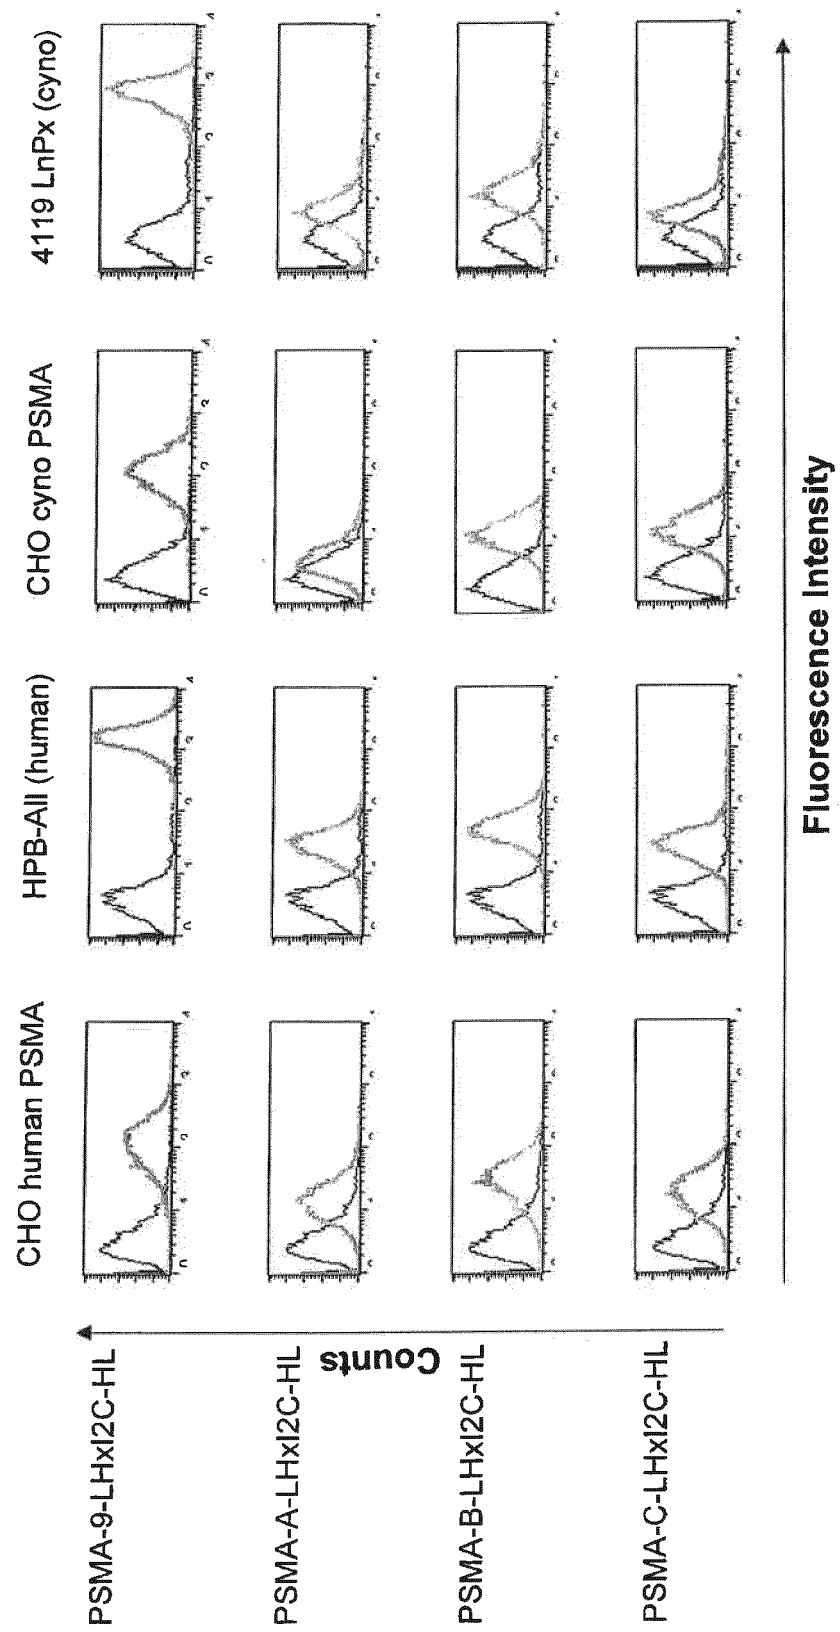 CHO human PSMA
HPB-All (human)
CHO cyno PSMA
4119 LnPx (cyno)
PSMA-9-LHxI2C-HL
PSMA-A-LHxI2C-HL
PSMA-B-LHxI2C-HL
PSMA-C-LHxI2C-HL
Counts
Fluorescence Intensity